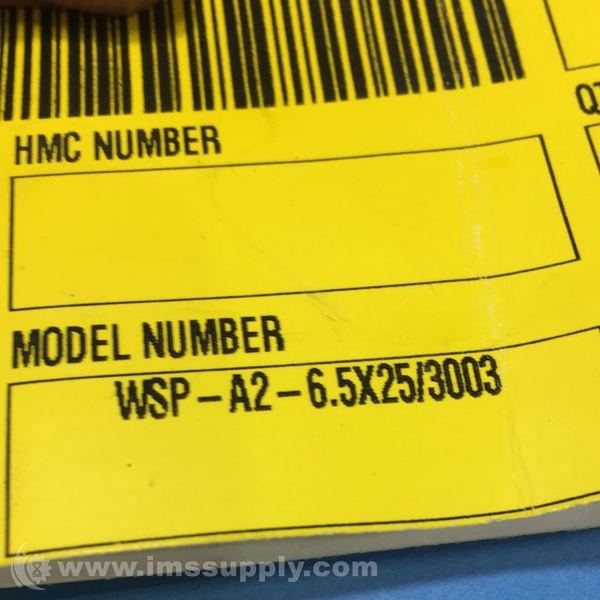 HMC NUMBER
MODEL NUMBER
WSP-A2-6.5X25/3003
www.imssupply.com